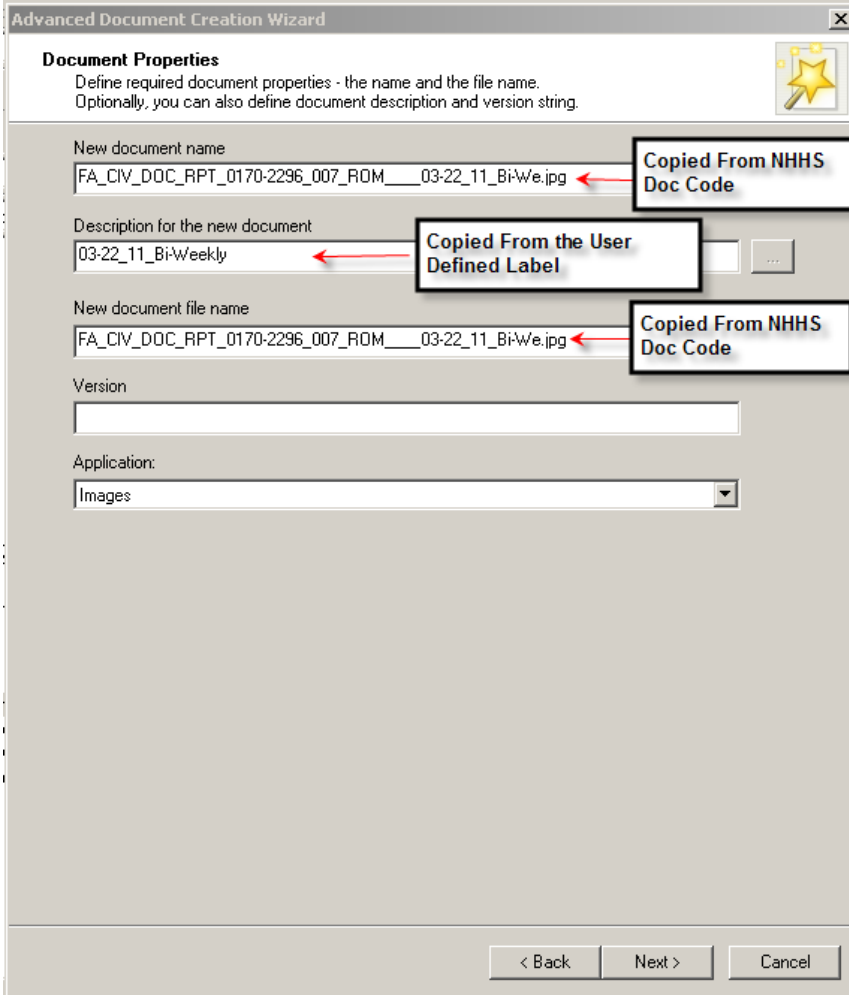 Advanced Document Creation Wizard
Document Properties
Define required document properties - the name and the file name.
Optionally, you can also define document description and version string.
New document name
FA_CIV_DOC_RPT_0170-2296_007_ROM____03-22_11_Bi-We.jpg
Copied From NHHS
Doc Code
Description for the new document
03-22_11_Bi-Weekly
Copied From the User
Defined Label
...
New document file name
FA_CIV_DOC_RPT_0170-2296_007_ROM____03-22_11_Bi-We.jpg
Copied From NHHS
Doc Code
Version
Application:
Images
< Back
Next >
Cancel